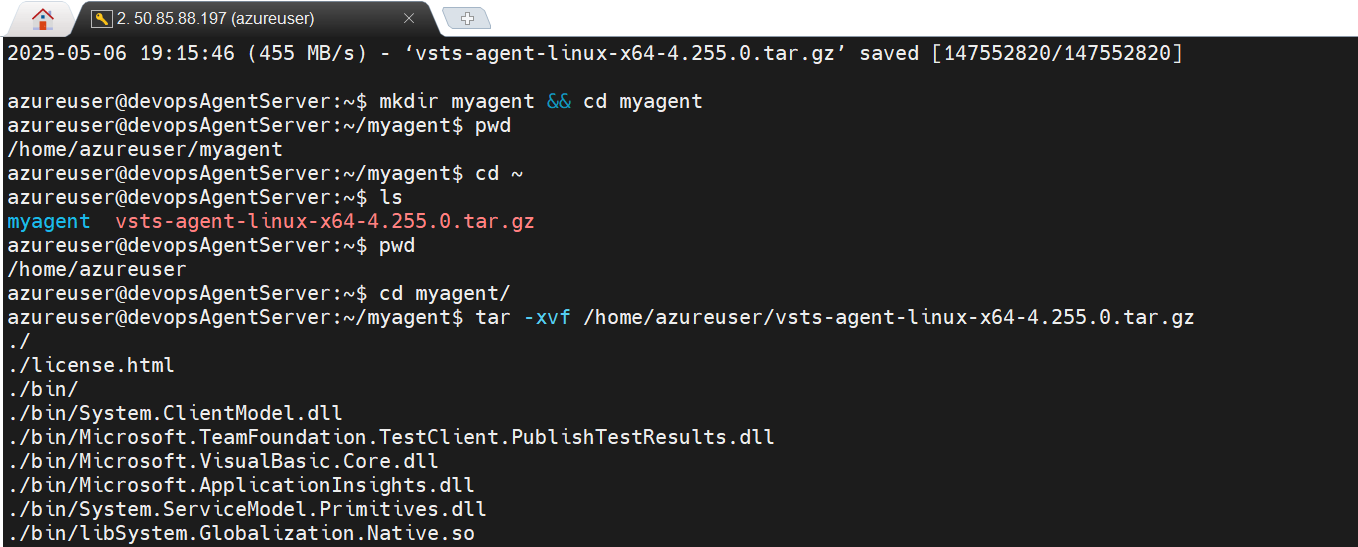 2. 50.85.88.197 (azureuser)
2025-05-06 19:15:46 (455 MB/s) - ‘vsts-agent-linux-x64-4.255.0.tar.gz’ saved [147552820/147552820]
azureuser@devopsAgentServer:~$ mkdir myagent && cd myagent
azureuser@devopsAgentServer:~/myagent$ pwd
/home/azureuser/myagent
azureuser@devopsAgentServer:~/myagent$ cd ~
azureuser@devopsAgentServer:~$ ls
myagent  vsts-agent-linux-x64-4.255.0.tar.gz
azureuser@devopsAgentServer:~$ pwd
/home/azureuser
azureuser@devopsAgentServer:~$ cd myagent/
azureuser@devopsAgentServer:~/myagent$ tar -xvf /home/azureuser/vsts-agent-linux-x64-4.255.0.tar.gz
./
./license.html
./bin/
./bin/System.ClientModel.dll
./bin/Microsoft.TeamFoundation.TestClient.PublishTestResults.dll
./bin/Microsoft.VisualBasic.Core.dll
./bin/Microsoft.ApplicationInsights.dll
./bin/System.ServiceModel.Primitives.dll
./bin/libSystem.Globalization.Native.so